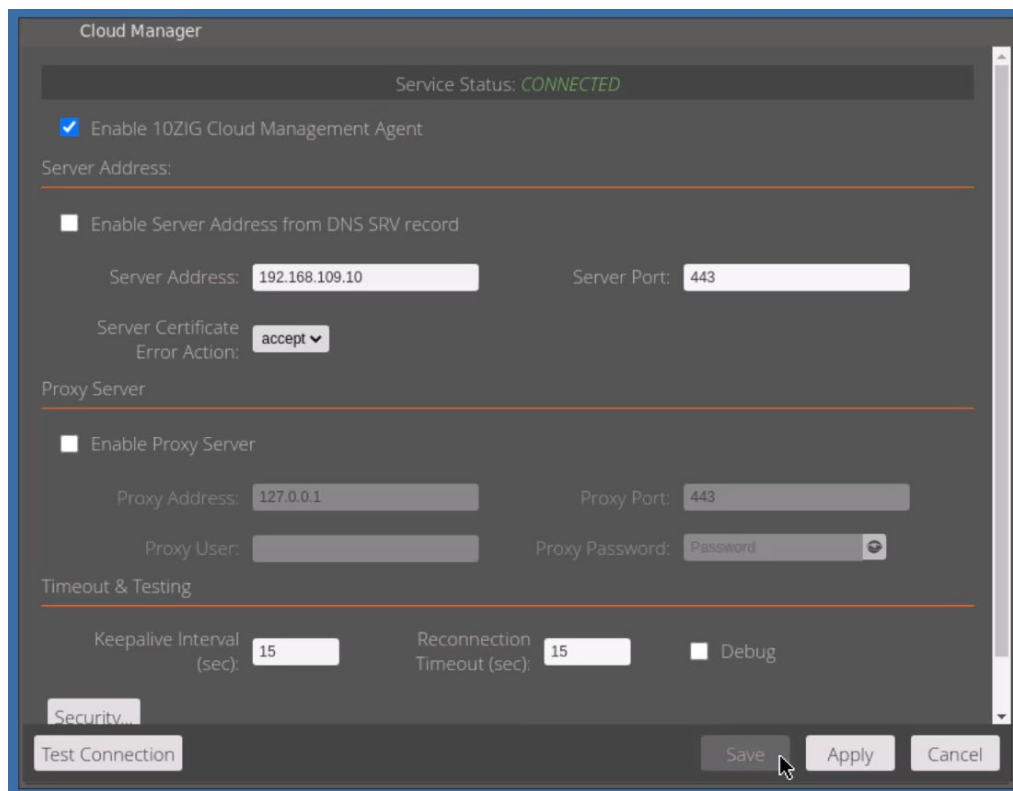 Cloud Manager
Service Status: CONNECTED
Enable 10ZIG Cloud Management Agent
Server Address:
Enable Server Address from DNS SRV record
Server Address: 192.168.109.10 Server Port: 443
Server Certificate
Error Action: accept
Proxy Server
Enable Proxy Server
Proxy Address: 127.0.0.1 Proxy Port: 443
Proxy User: Proxy Password: Password
Timeout & Testing
Keepalive Interval
(sec): 15
Reconnection
Timeout (sec): 15
Debug
Security...
Test Connection Save Apply Cancel